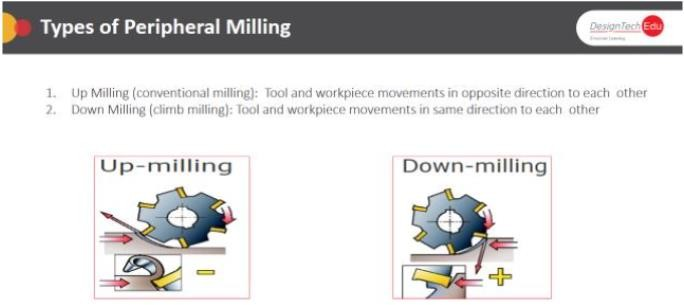 Types of Peripheral Milling
DesignTech Edu
1. Up Milling (conventional milling): Tool and workpiece movements in opposite direction to each other
2. Down Milling (climb milling): Tool and workpiece movements in same direction to each other
Up-milling
Down-milling